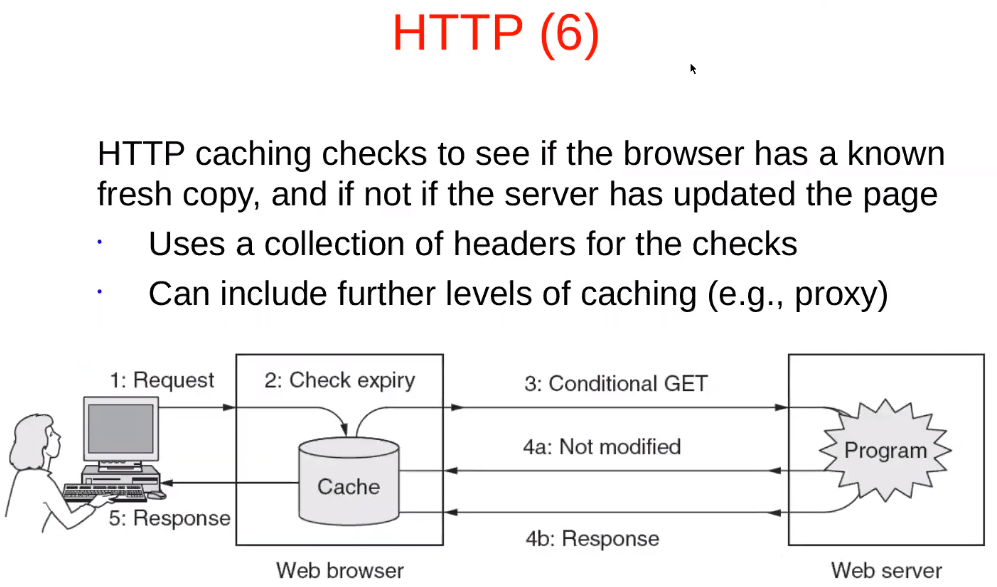 HTTP (6)
HTTP caching checks to see if the browser has a known
fresh copy, and if not if the server has updated the page
• Uses a collection of headers for the checks
• Can include further levels of caching (e.g., proxy)
1: Request
2: Check expiry
3: Conditional GET
4a: Not modified
Program
Cache
5: Response
4b: Response
Web browser
Web server